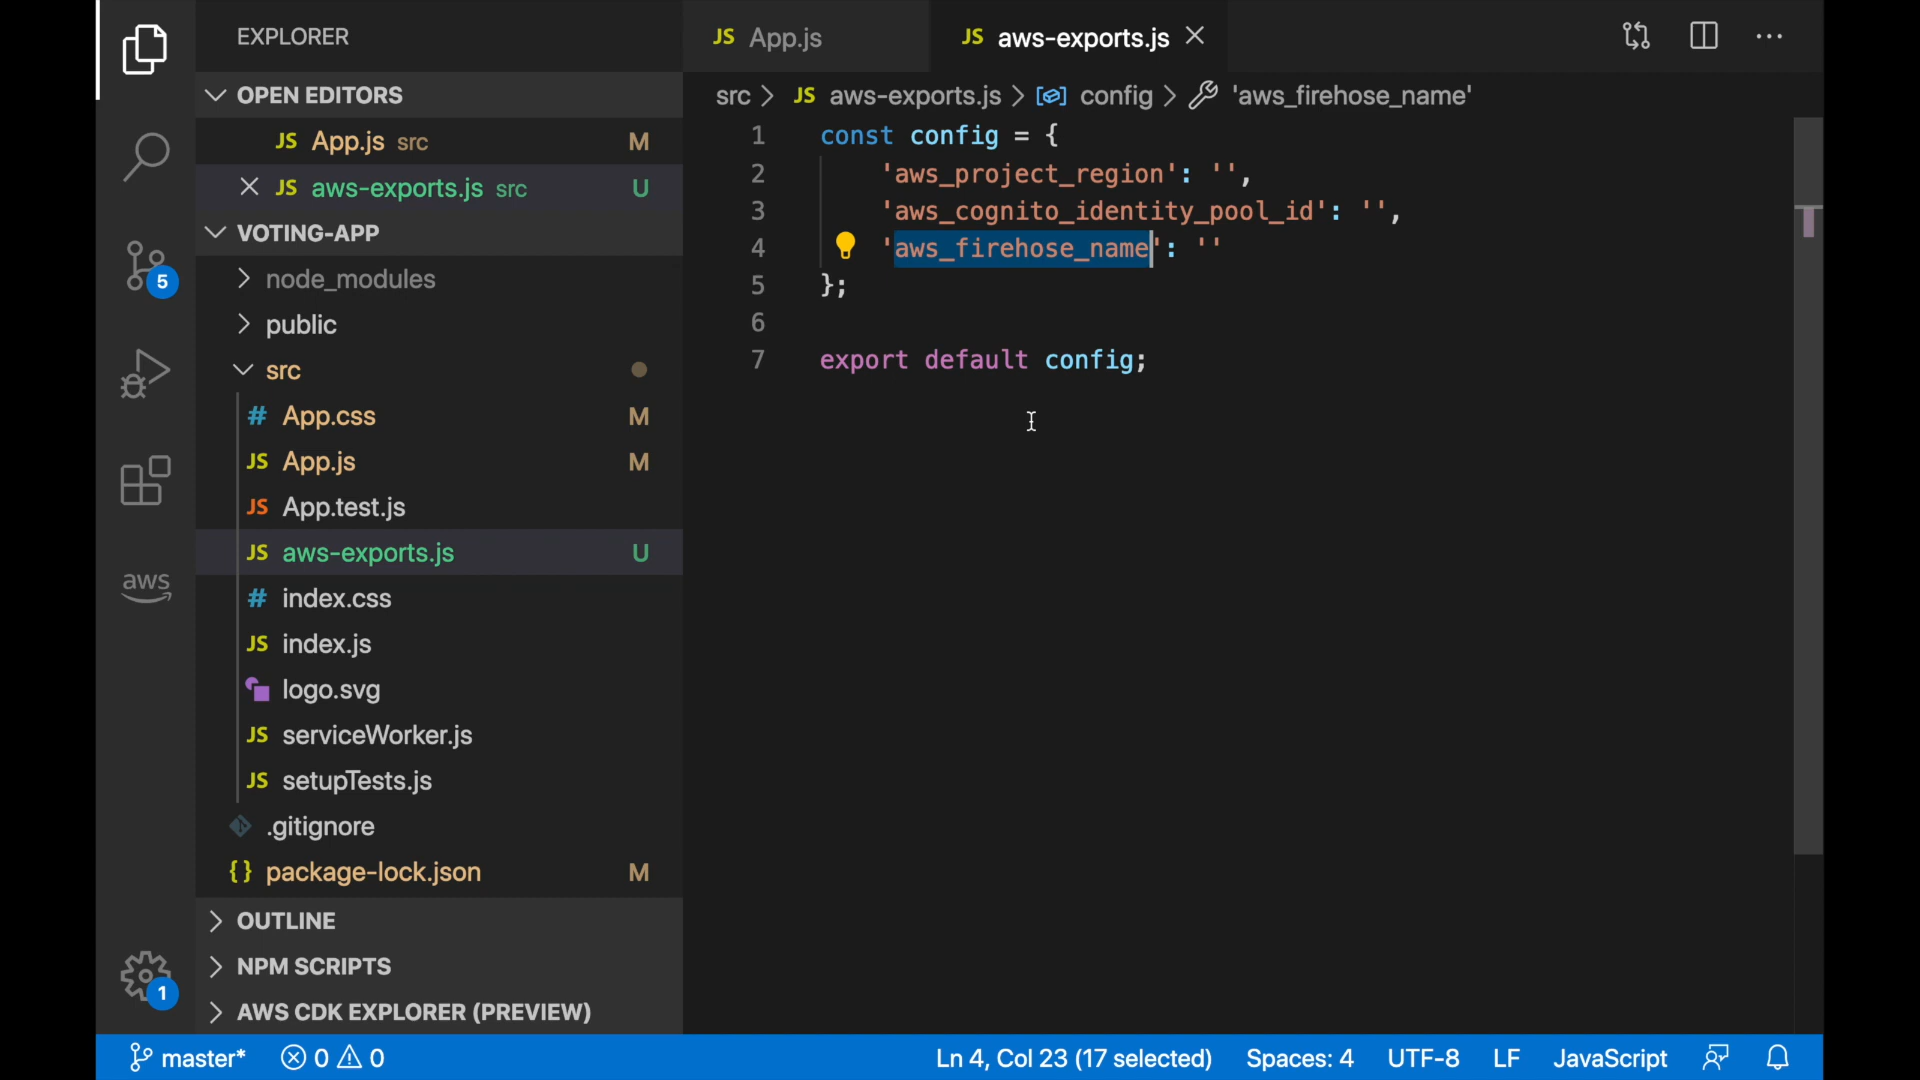 EXPLORER
OPEN EDITORS
JS App.js src M
JS aws-exports.js src U
VOTING-APP
node_modules
public
src
# App.css M
JS App.js M
JS App.test.js
JS aws-exports.js U
# index.css
JS index.js
logo.svg
JS serviceWorker.js
JS setupTests.js
.gitignore
{} package-lock.json M
OUTLINE
NPM SCRIPTS
AWS CDK EXPLORER (PREVIEW)
5
aws
1
JS App.js
JS aws-exports.js
src > JS aws-exports.js > config > 'aws_firehose_name'
1 const config = {
2 'aws_project_region': '',
3 'aws_cognito_identity_pool_id': '',
4 'aws_firehose_name': ''
5 };
6
7 export default config;
master* 0 0 Ln 4, Col 23 (17 selected) Spaces: 4 UTF-8 LF JavaScript